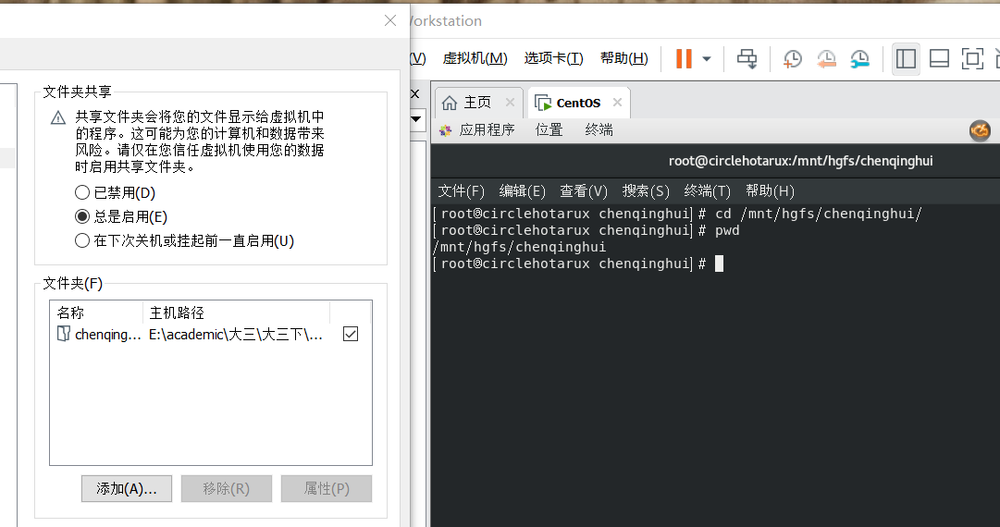 orkstation
(V) 虚拟机(M) 选项卡(T) 帮助(H)
文件夹共享
共享文件夹会将您的文件显示给虚拟机中
的程序。这可能为您的计算机和数据带来
风险。请仅在您信任虚拟机使用您的数据
时启用共享文件夹。
已禁用(D)
总是启用(E)
在下次关机或挂起前一直启用(U)
文件夹(F)
名称 主机路径
chenqing... E:\academic\大三\大三下\...
添加(A)... 移除(R) 属性(P)
主页 CentOS
应用程序 位置 终端
root@circlehotarux:/mnt/hgfs/chenqinghui
文件(F) 编辑(E) 查看(V) 搜索(S) 终端(T) 帮助(H)
[root@circlehotarux chenqinghui]# cd /mnt/hgfs/chenqinghui/
[root@circlehotarux chenqinghui]# pwd
/mnt/hgfs/chenqinghui
[root@circlehotarux chenqinghui]#